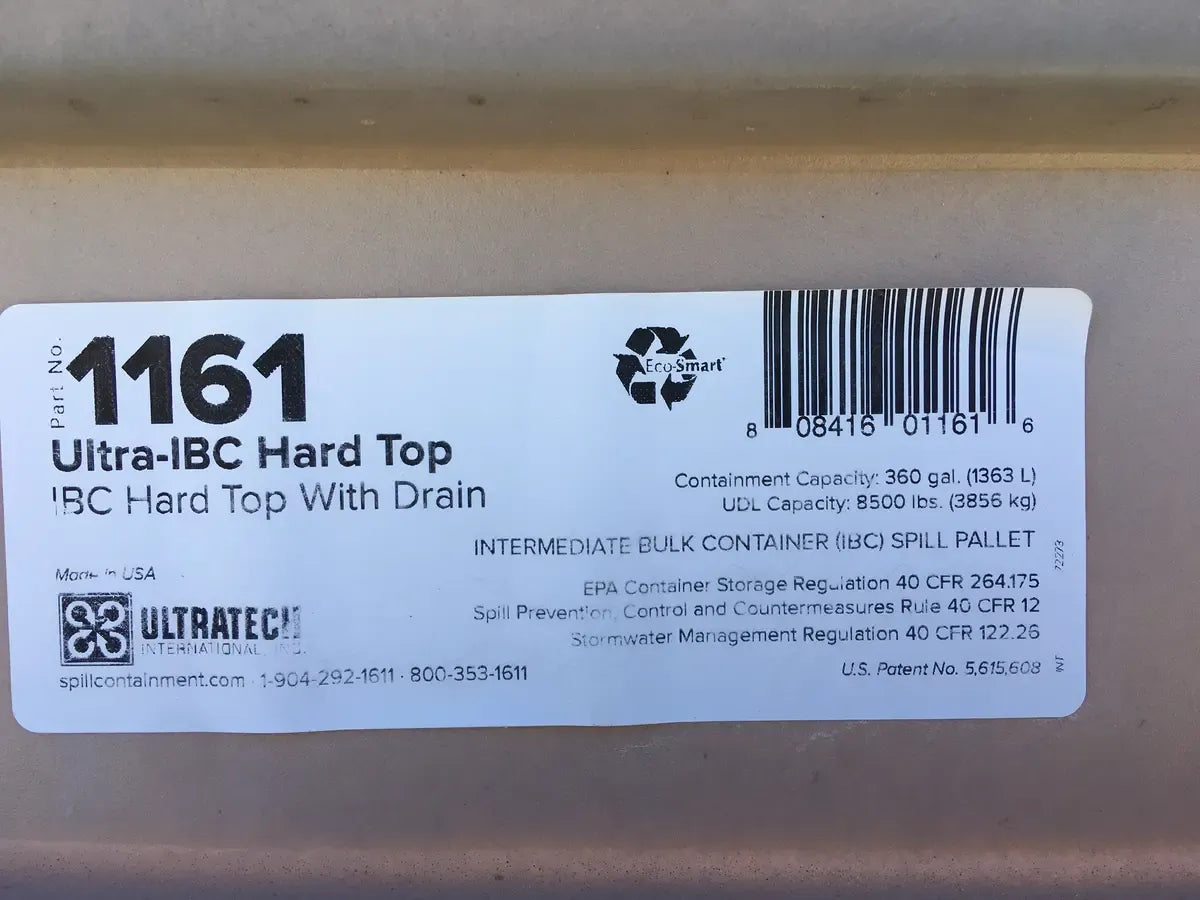 Part No.
1161
Ultra-IBC Hard Top
IBC Hard Top With Drain
Eco-Smart
8 08416 01161 6
Containment Capacity: 360 gal. (1363 L)
UDL Capacity: 8500 lbs. (3856 kg)
INTERMEDIATE BULK CONTAINER (IBC) SPILL PALLET
EPA Container Storage Regulation 40 CFR 264.175
Spill Prevention, Control and Countermeasures Rule 40 CFR 12
Stormwater Management Regulation 40 CFR 122.26
U.S. Patent No. 5,615,608
Made in USA
ULTRATECH
INTERNATIONAL, INC.
spillcontainment.com · 1-904-292-1611 · 800-353-1611